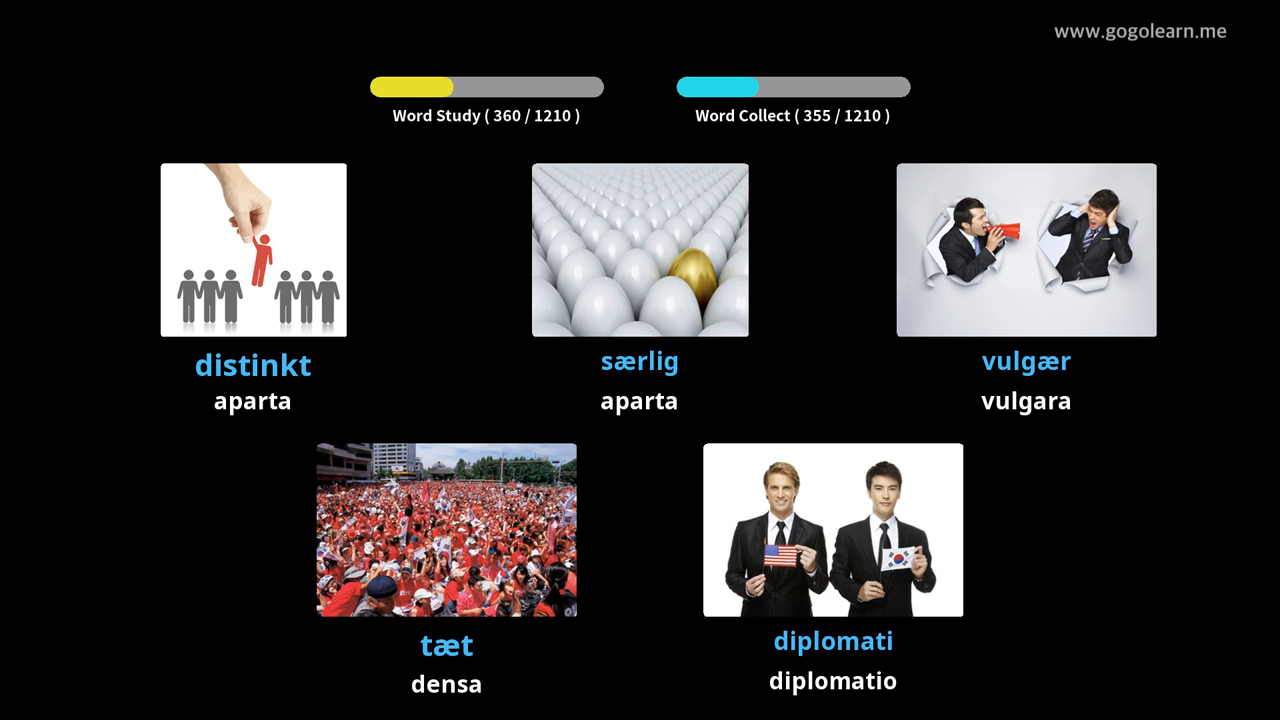 www.gogolearn.me
Word Study ( 360 / 1210 )
Word Collect ( 355 / 1210 )
distinkt
aparta
særlig
aparta
vulgær
vulgara
tæt
densa
diplomati
diplomatio